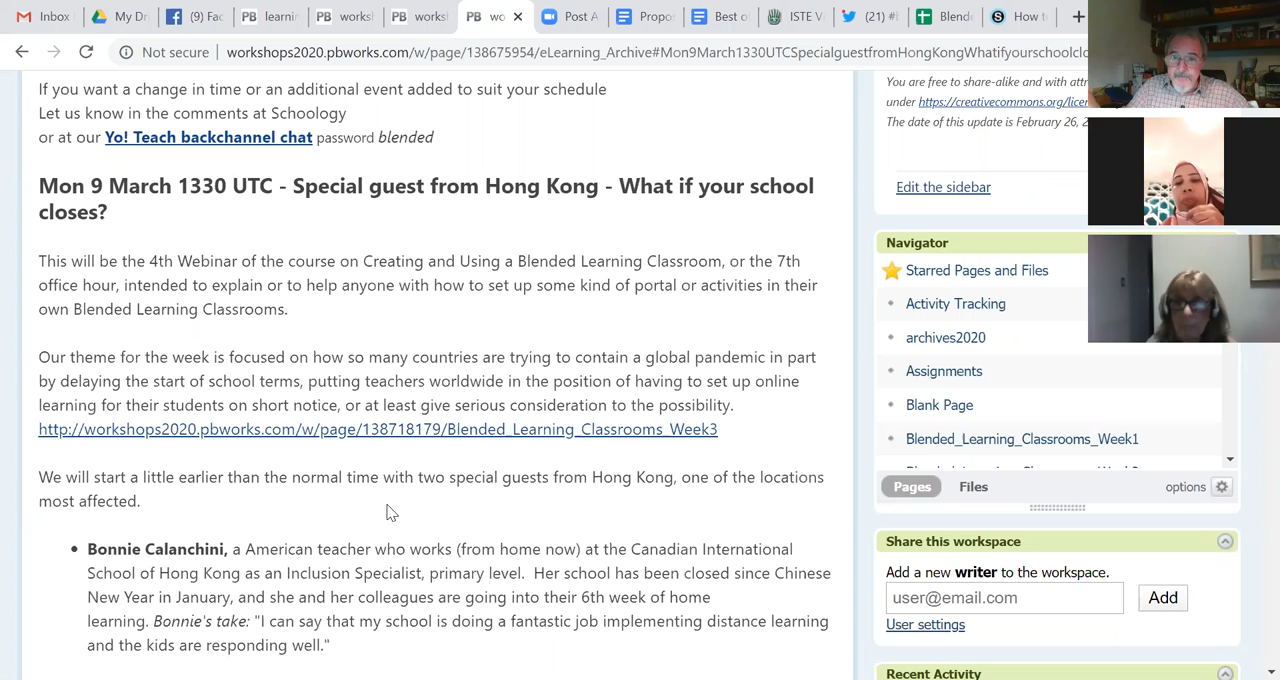 Inbox
My Dri
(9) Fac
learnin
works
works
wo
Post A
Propo
Best o
ISTE V
(21) #
Blende
How t
Not secure
workshops2020.pbworks.com/w/page/138675954/eLearning_Archive#Mon9March1330UTCSpecialguestfromHongKongWhatifyourschoolclo
If you want a change in time or an additional event added to suit your schedule
Let us know in the comments at Schoology
or at our Yo! Teach backchannel chat password blended
Mon 9 March 1330 UTC - Special guest from Hong Kong - What if your school
closes?
This will be the 4th Webinar of the course on Creating and Using a Blended Learning Classroom, or the 7th
office hour, intended to explain or to help anyone with how to set up some kind of portal or activities in their
own Blended Learning Classrooms.
Our theme for the week is focused on how so many countries are trying to contain a global pandemic in part
by delaying the start of school terms, putting teachers worldwide in the position of having to set up online
learning for their students on short notice, or at least give serious consideration to the possibility.
http://workshops2020.pbworks.com/w/page/138718179/Blended_Learning_Classrooms_Week3
We will start a little earlier than the normal time with two special guests from Hong Kong, one of the locations
most affected.
• Bonnie Calanchini, a American teacher who works (from home now) at the Canadian International
School of Hong Kong as an Inclusion Specialist, primary level. Her school has been closed since Chinese
New Year in January, and she and her colleagues are going into their 6th week of home
learning. Bonnie's take: "I can say that my school is doing a fantastic job implementing distance learning
and the kids are responding well."
You are free to share-alike and with attr
under https://creativecommons.org/licen
The date of this update is February 26, 2
Edit the sidebar
Navigator
Starred Pages and Files
Activity Tracking
archives2020
Assignments
Blank Page
Blended_Learning_Classrooms_Week1
Pages
Files
options
Share this workspace
Add a new writer to the workspace.
user@email.com
Add
User settings
Recent Activity